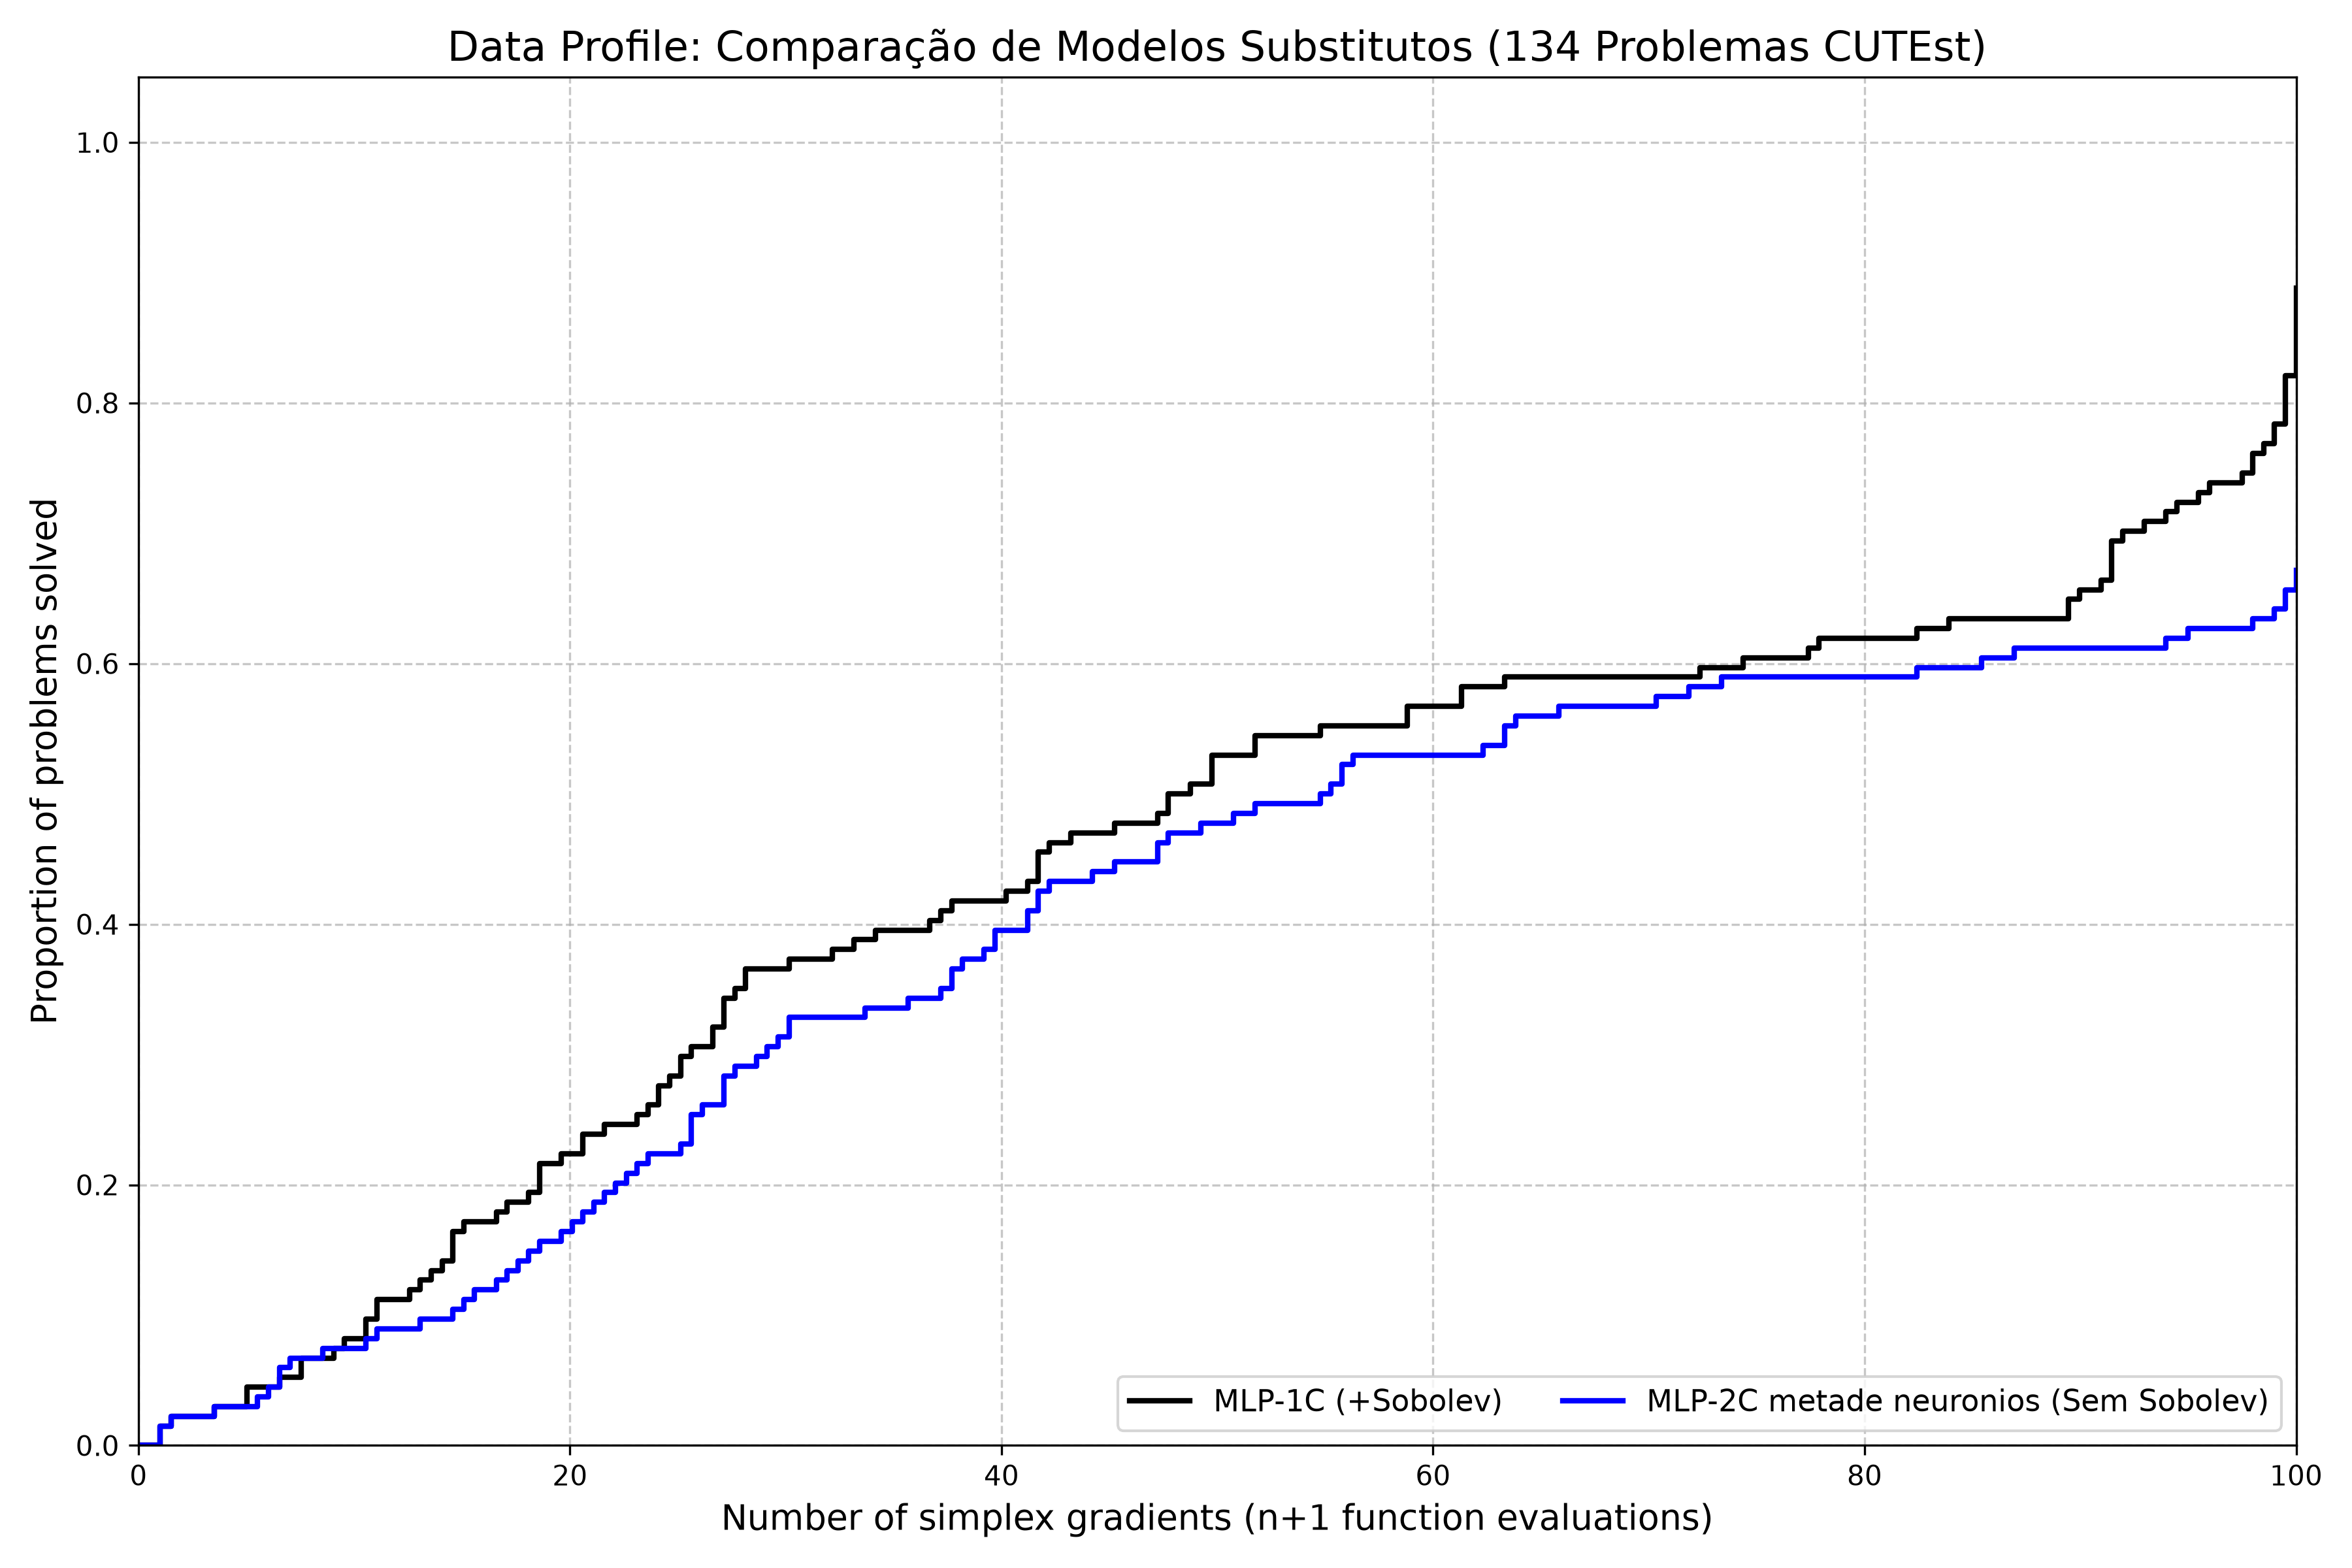 Data Profile: Comparação de Modelos Substitutos (134 Problemas CUTEst)
Proportion of problems solved
1.0
0.8
0.6
0.4
0.2
0.0
0 20 40 60 80 100
Number of simplex gradients (n+1 function evaluations)
MLP-1C (+Sobolev) MLP-2C metade neuronios (Sem Sobolev)